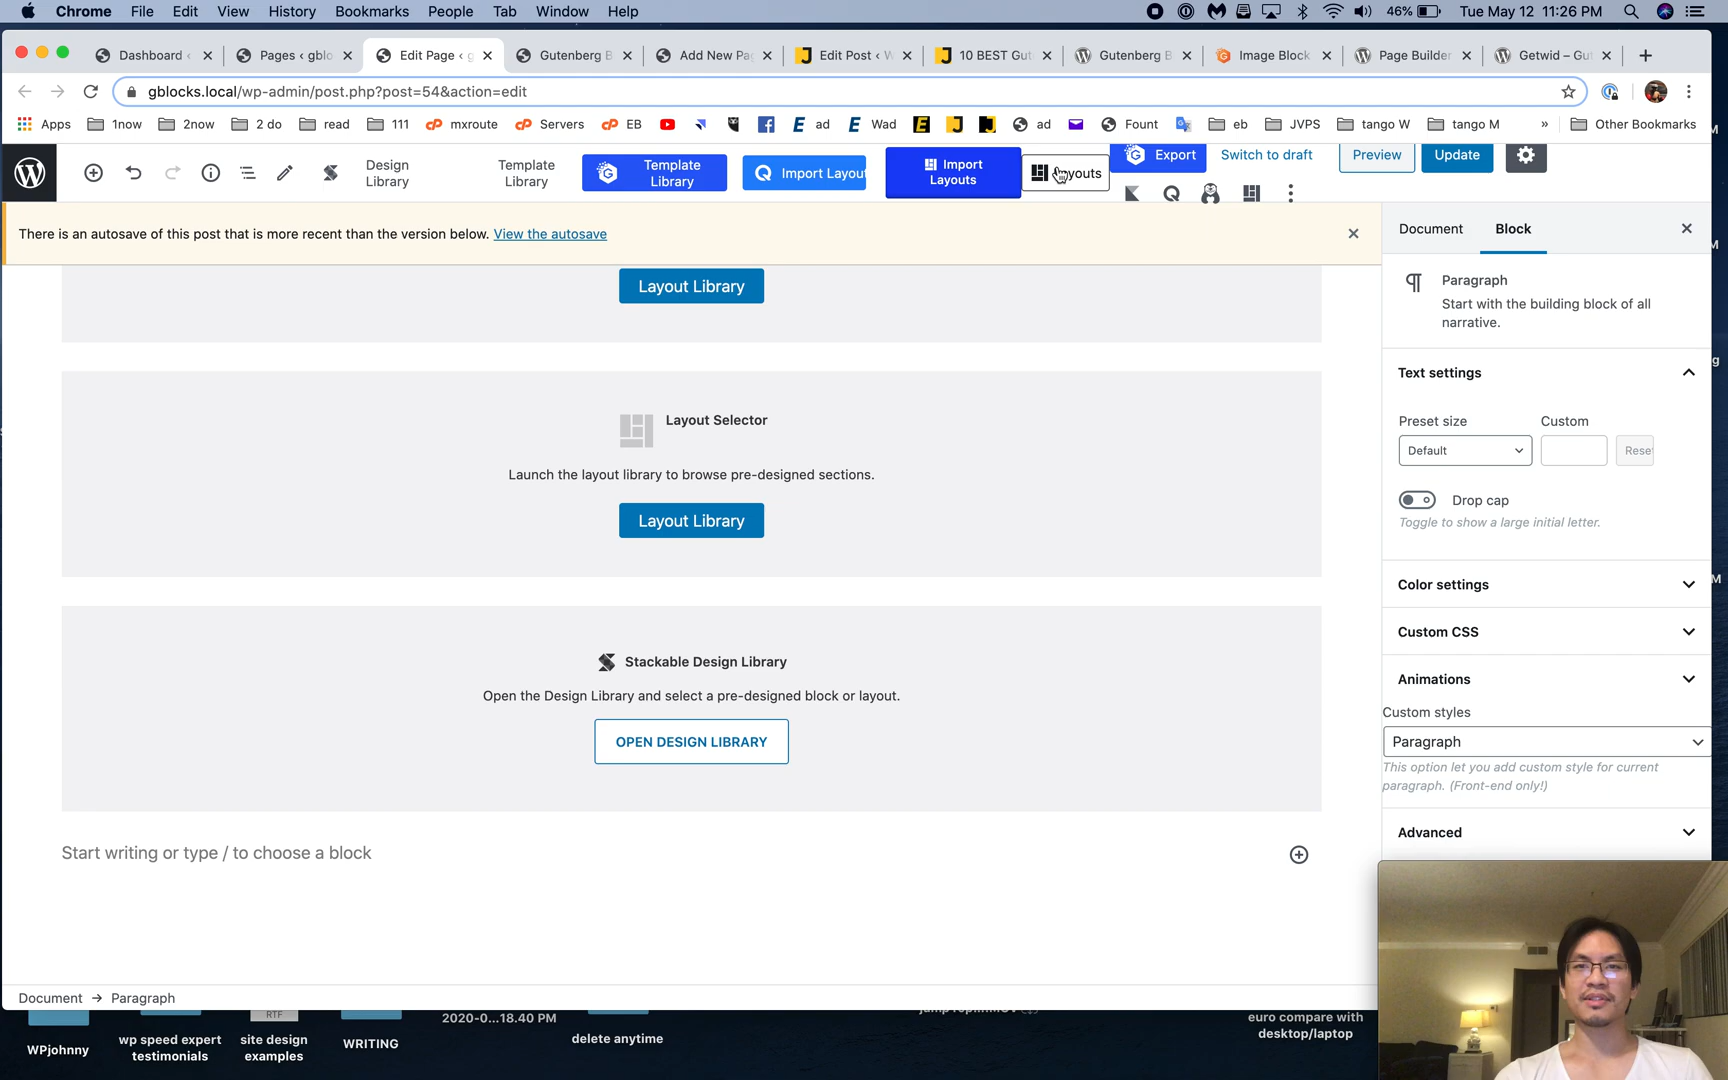 Chrome File Edit View History Bookmarks People Tab Window Help 46% Tue May 12 11:26 PM
Dashboard ‹ Pages ‹ gblo Edit Page ‹ g Gutenberg B Add New Pa Edit Post ‹ W 10 BEST Gut Gutenberg B Image Block Page Builder Getwid – Gut
gblocks.local/wp-admin/post.php?post=54&action=edit
Apps 1now 2now 2 do read 111 mxroute Servers EB ad Wad ad Fount eb JVPS tango W tango M » Other Bookmarks
Design Library
Template Library
Template Library
Import Layou
Import Layouts
youts
Export
Switch to draft
Preview
Update
There is an autosave of this post that is more recent than the version below. View the autosave
Layout Library
Layout Selector
Launch the layout library to browse pre-designed sections.
Layout Library
Stackable Design Library
Open the Design Library and select a pre-designed block or layout.
OPEN DESIGN LIBRARY
Start writing or type / to choose a block
Document → Paragraph
Document Block
Paragraph
Start with the building block of all
narrative.
Text settings
Preset size Custom
Default Rese
Drop cap
Toggle to show a large initial letter.
Color settings
Custom CSS
Animations
Custom styles
Paragraph
This option let you add custom style for current
paragraph. (Front-end only!)
Advanced
WPjohnny
wp speed expert
testimonials
RTF
site design
examples
WRITING
2020-0...18.40 PM
delete anytime
euro compare with
desktop/laptop